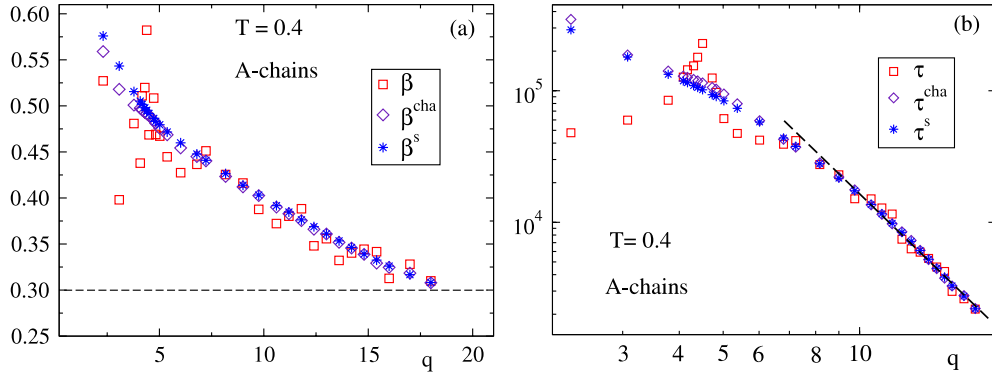 (a)
T = 0.4
A-chains
β
β^cha
β^s
0.60
0.55
0.50
0.45
0.40
0.35
0.30
0.25
5
10
15
20
q
(b)
τ
τ^cha
τ^s
10^5
10^4
T = 0.4
A-chains
3
4
5
6
8
10
q